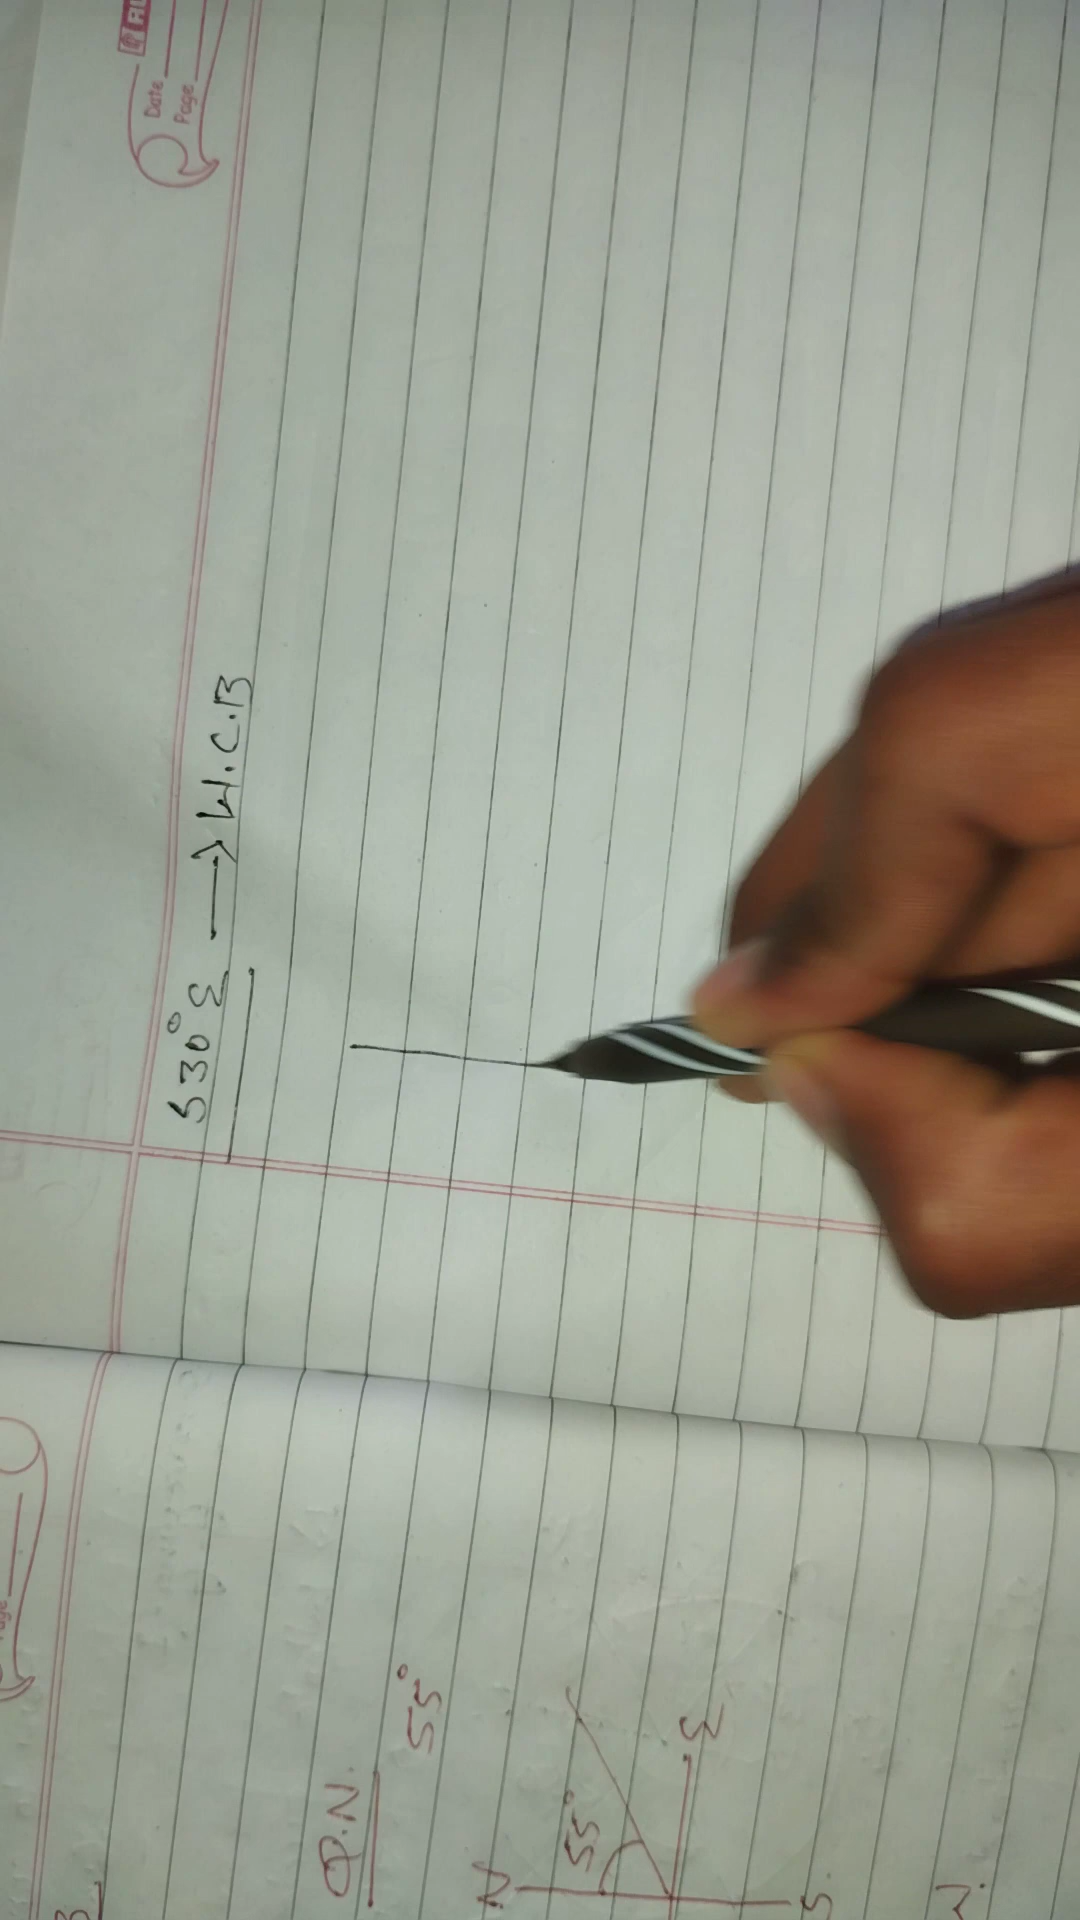 Date
Page
S30°E → W.C.B
Q.N.
55°
N
55°
E
S